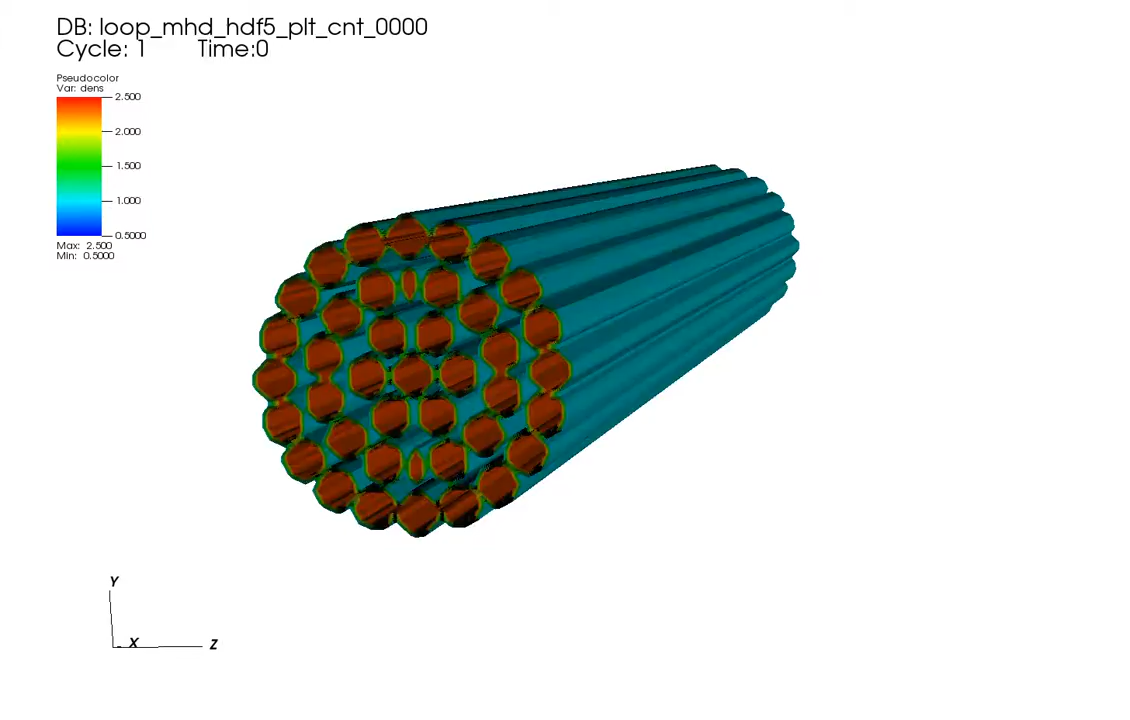 DB: loop_mhd_hdf5_plt_cnt_0000
Cycle: 1 Time:0
Pseudocolor
Var: dens
2.500
2.000
1.500
1.000
0.5000
Max: 2.500
Min: 0.5000
Y
X Z